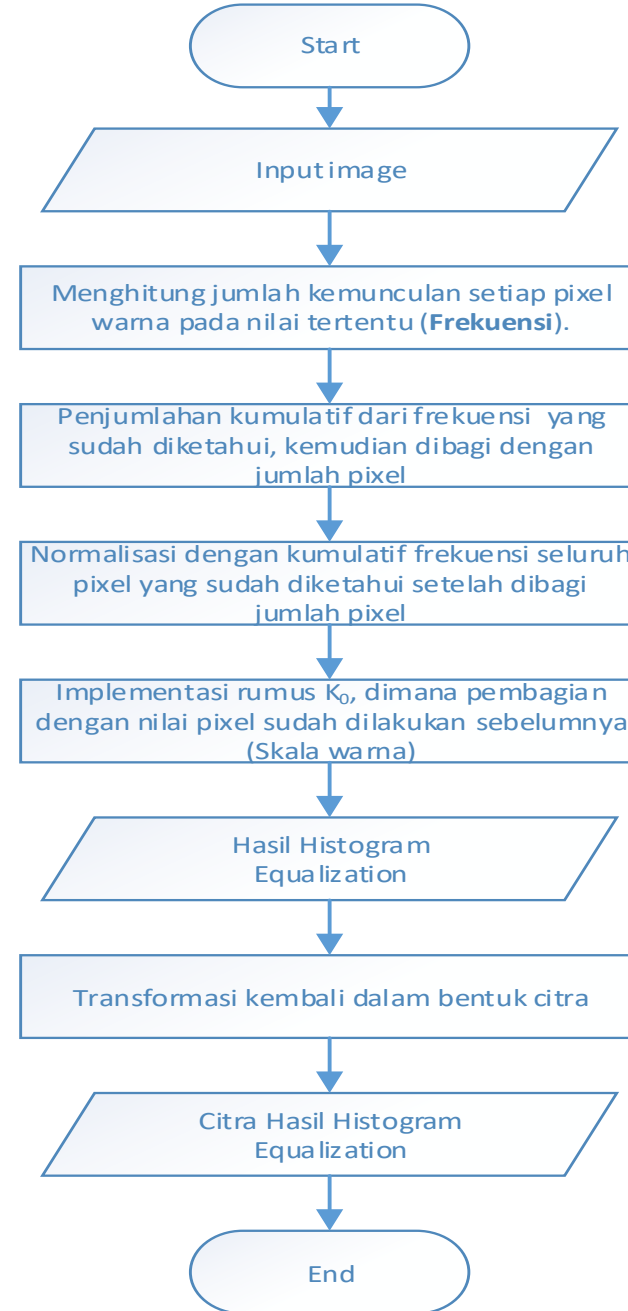 Start
Input image
Menghitung jumlah kemunculan setiap pixel
warna pada nilai tertentu (Frekuensi).
Penjumlahan kumulatif dari frekuensi yang
sudah diketahui, kemudian dibagi dengan
jumlah pixel
Normalisasi dengan kumulatif frekuensi seluruh
pixel yang sudah diketahui setelah dibagi
jumlah pixel
Implementasi rumus K₀, dimana pembagian
dengan nilai pixel sudah dilakukan sebelumnya
(Skala warna)
Hasil Histogram
Equalization
Transformasi kembali dalam bentuk citra
Citra Hasil Histogram
Equalization
End